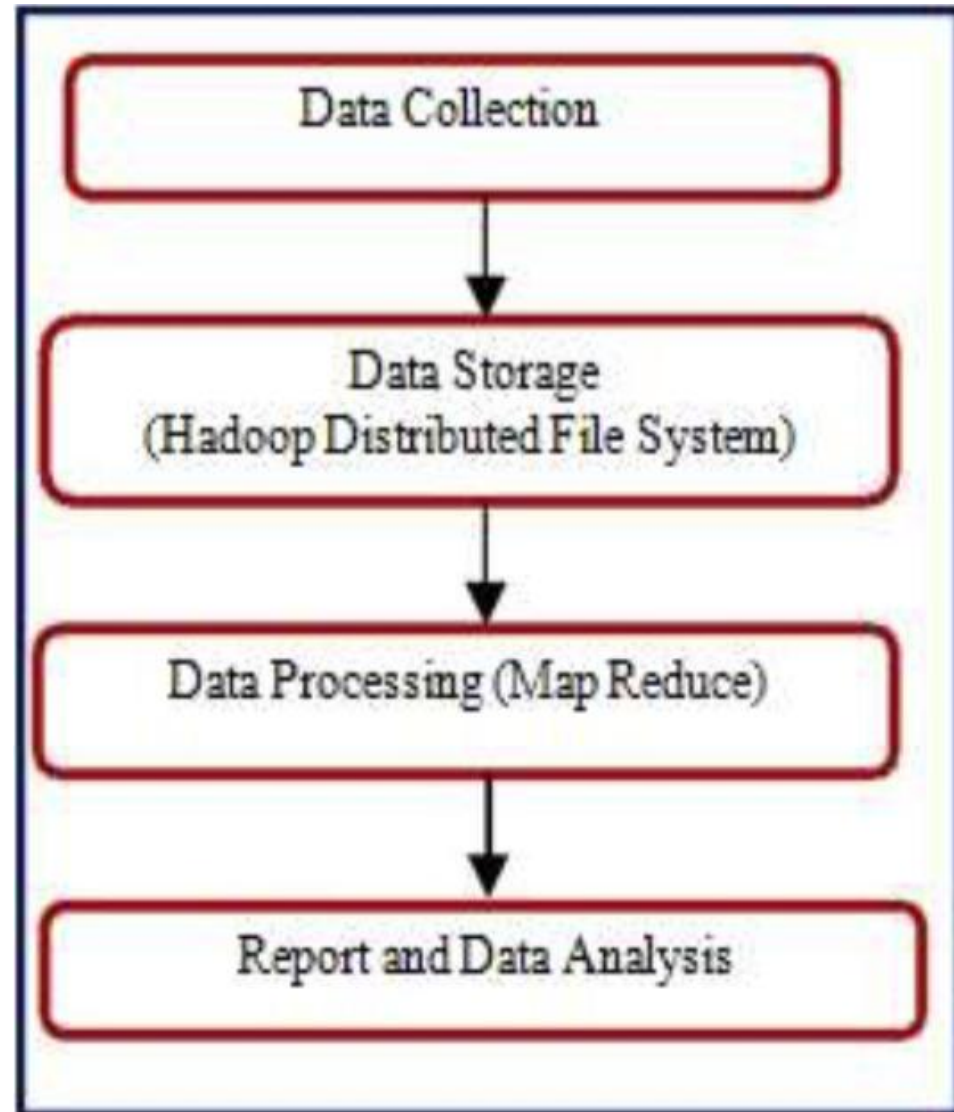 Data Collection
Data Storage
(Hadoop Distributed File System)
Data Processing (Map Reduce)
Report and Data Analysis